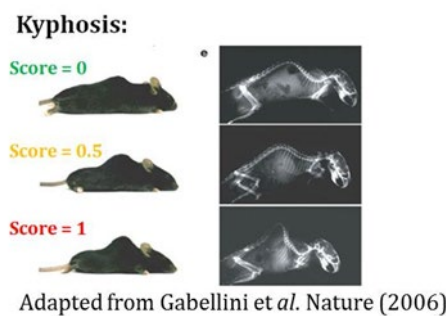 Kyphosis:
e
Score = 0
Score = 0.5
Score = 1
Adapted from Gabellini et al. Nature (2006)